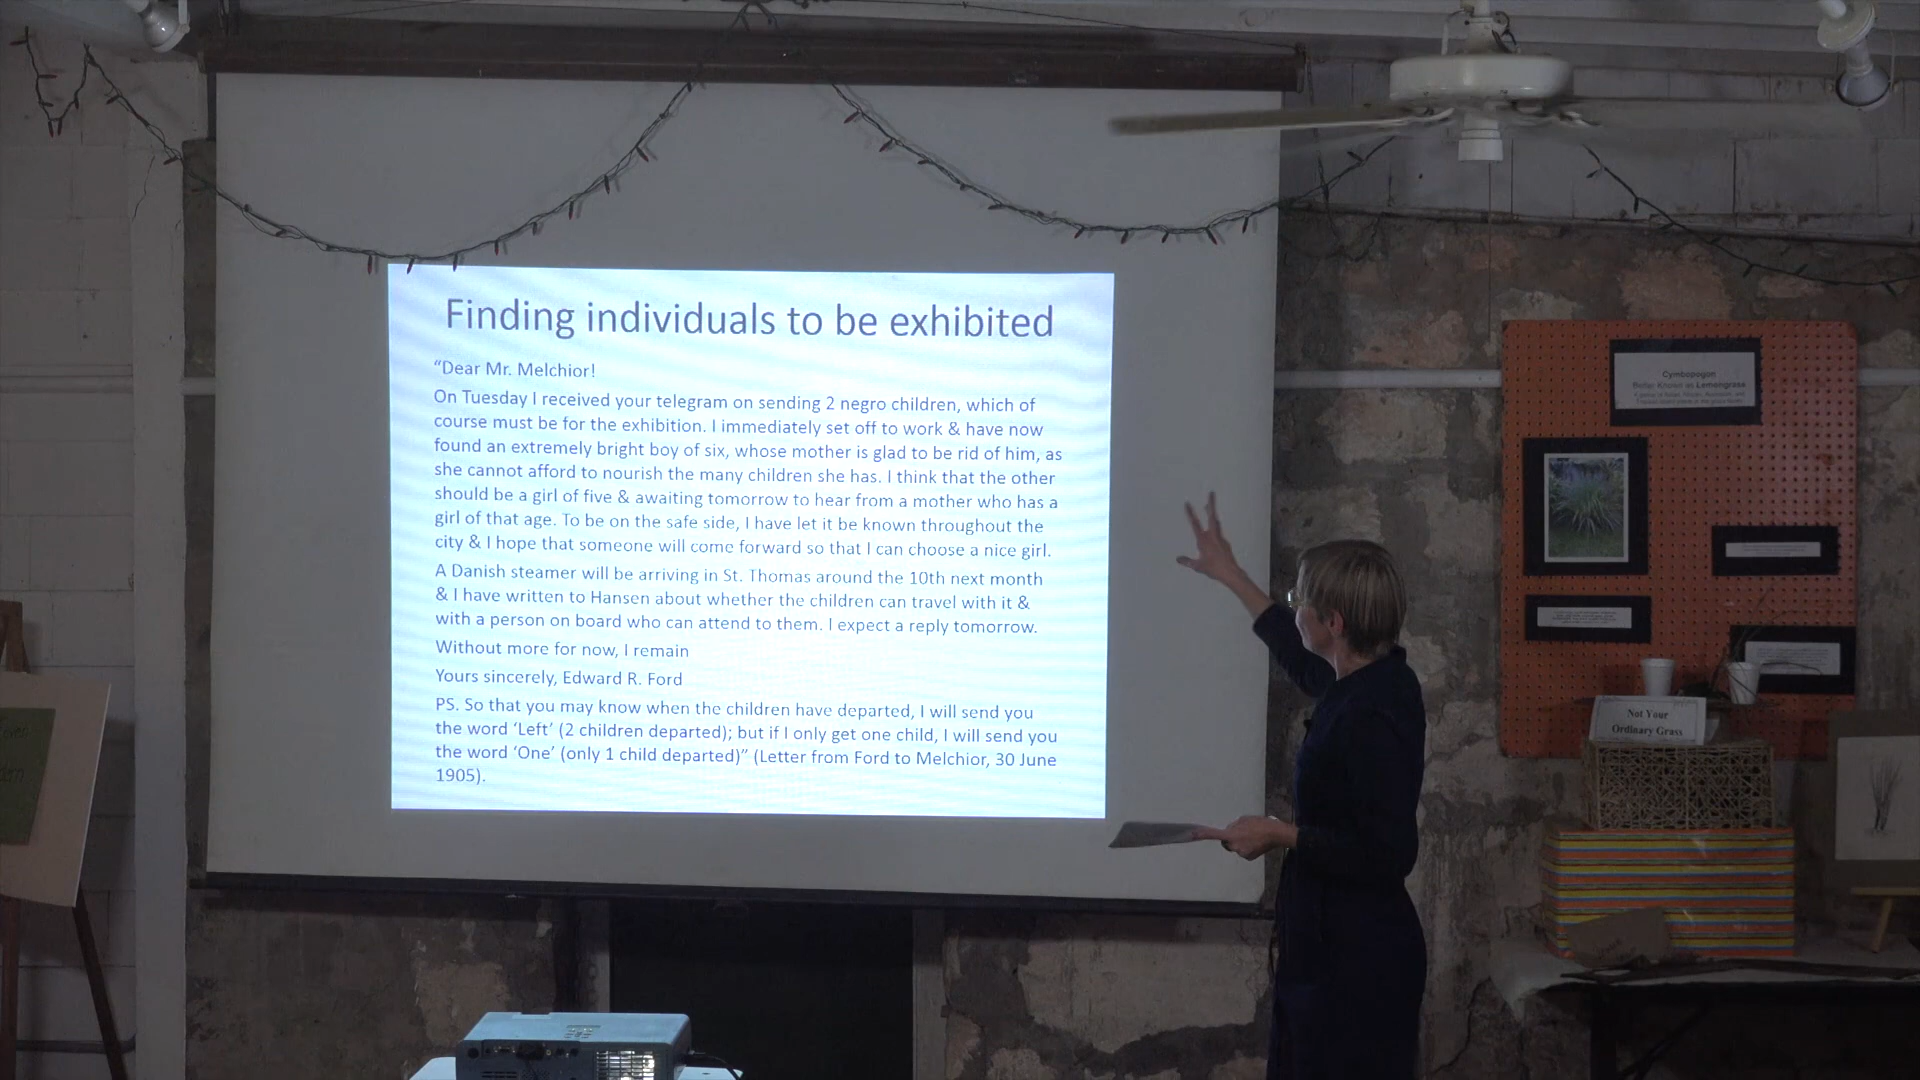 Finding individuals to be exhibited
“Dear Mr. Melchior!
On Tuesday I received your telegram on sending 2 negro children, which of
course must be for the exhibition. I immediately set off to work & have now
found an extremely bright boy of six, whose mother is glad to be rid of him, as
she cannot afford to nourish the many children she has. I think that the other
should be a girl of five & awaiting tomorrow to hear from a mother who has a
girl of that age. To be on the safe side, I have let it be known throughout the
city & I hope that someone will come forward so that I can choose a nice girl.
A Danish steamer will be arriving in St. Thomas around the 10th next month
& I have written to Hansen about whether the children can travel with it &
with a person on board who can attend to them. I expect a reply tomorrow.
Without more for now, I remain
Yours sincerely, Edward R. Ford
PS. So that you may know when the children have departed, I will send you
the word ‘Left’ (2 children departed); but if I only get one child, I will send you
the word ‘One’ (only 1 child departed)” (Letter from Ford to Melchior, 30 June
1905).
Cymbopogon
Better Known as Lemongrass
Not Your
Ordinary Grass